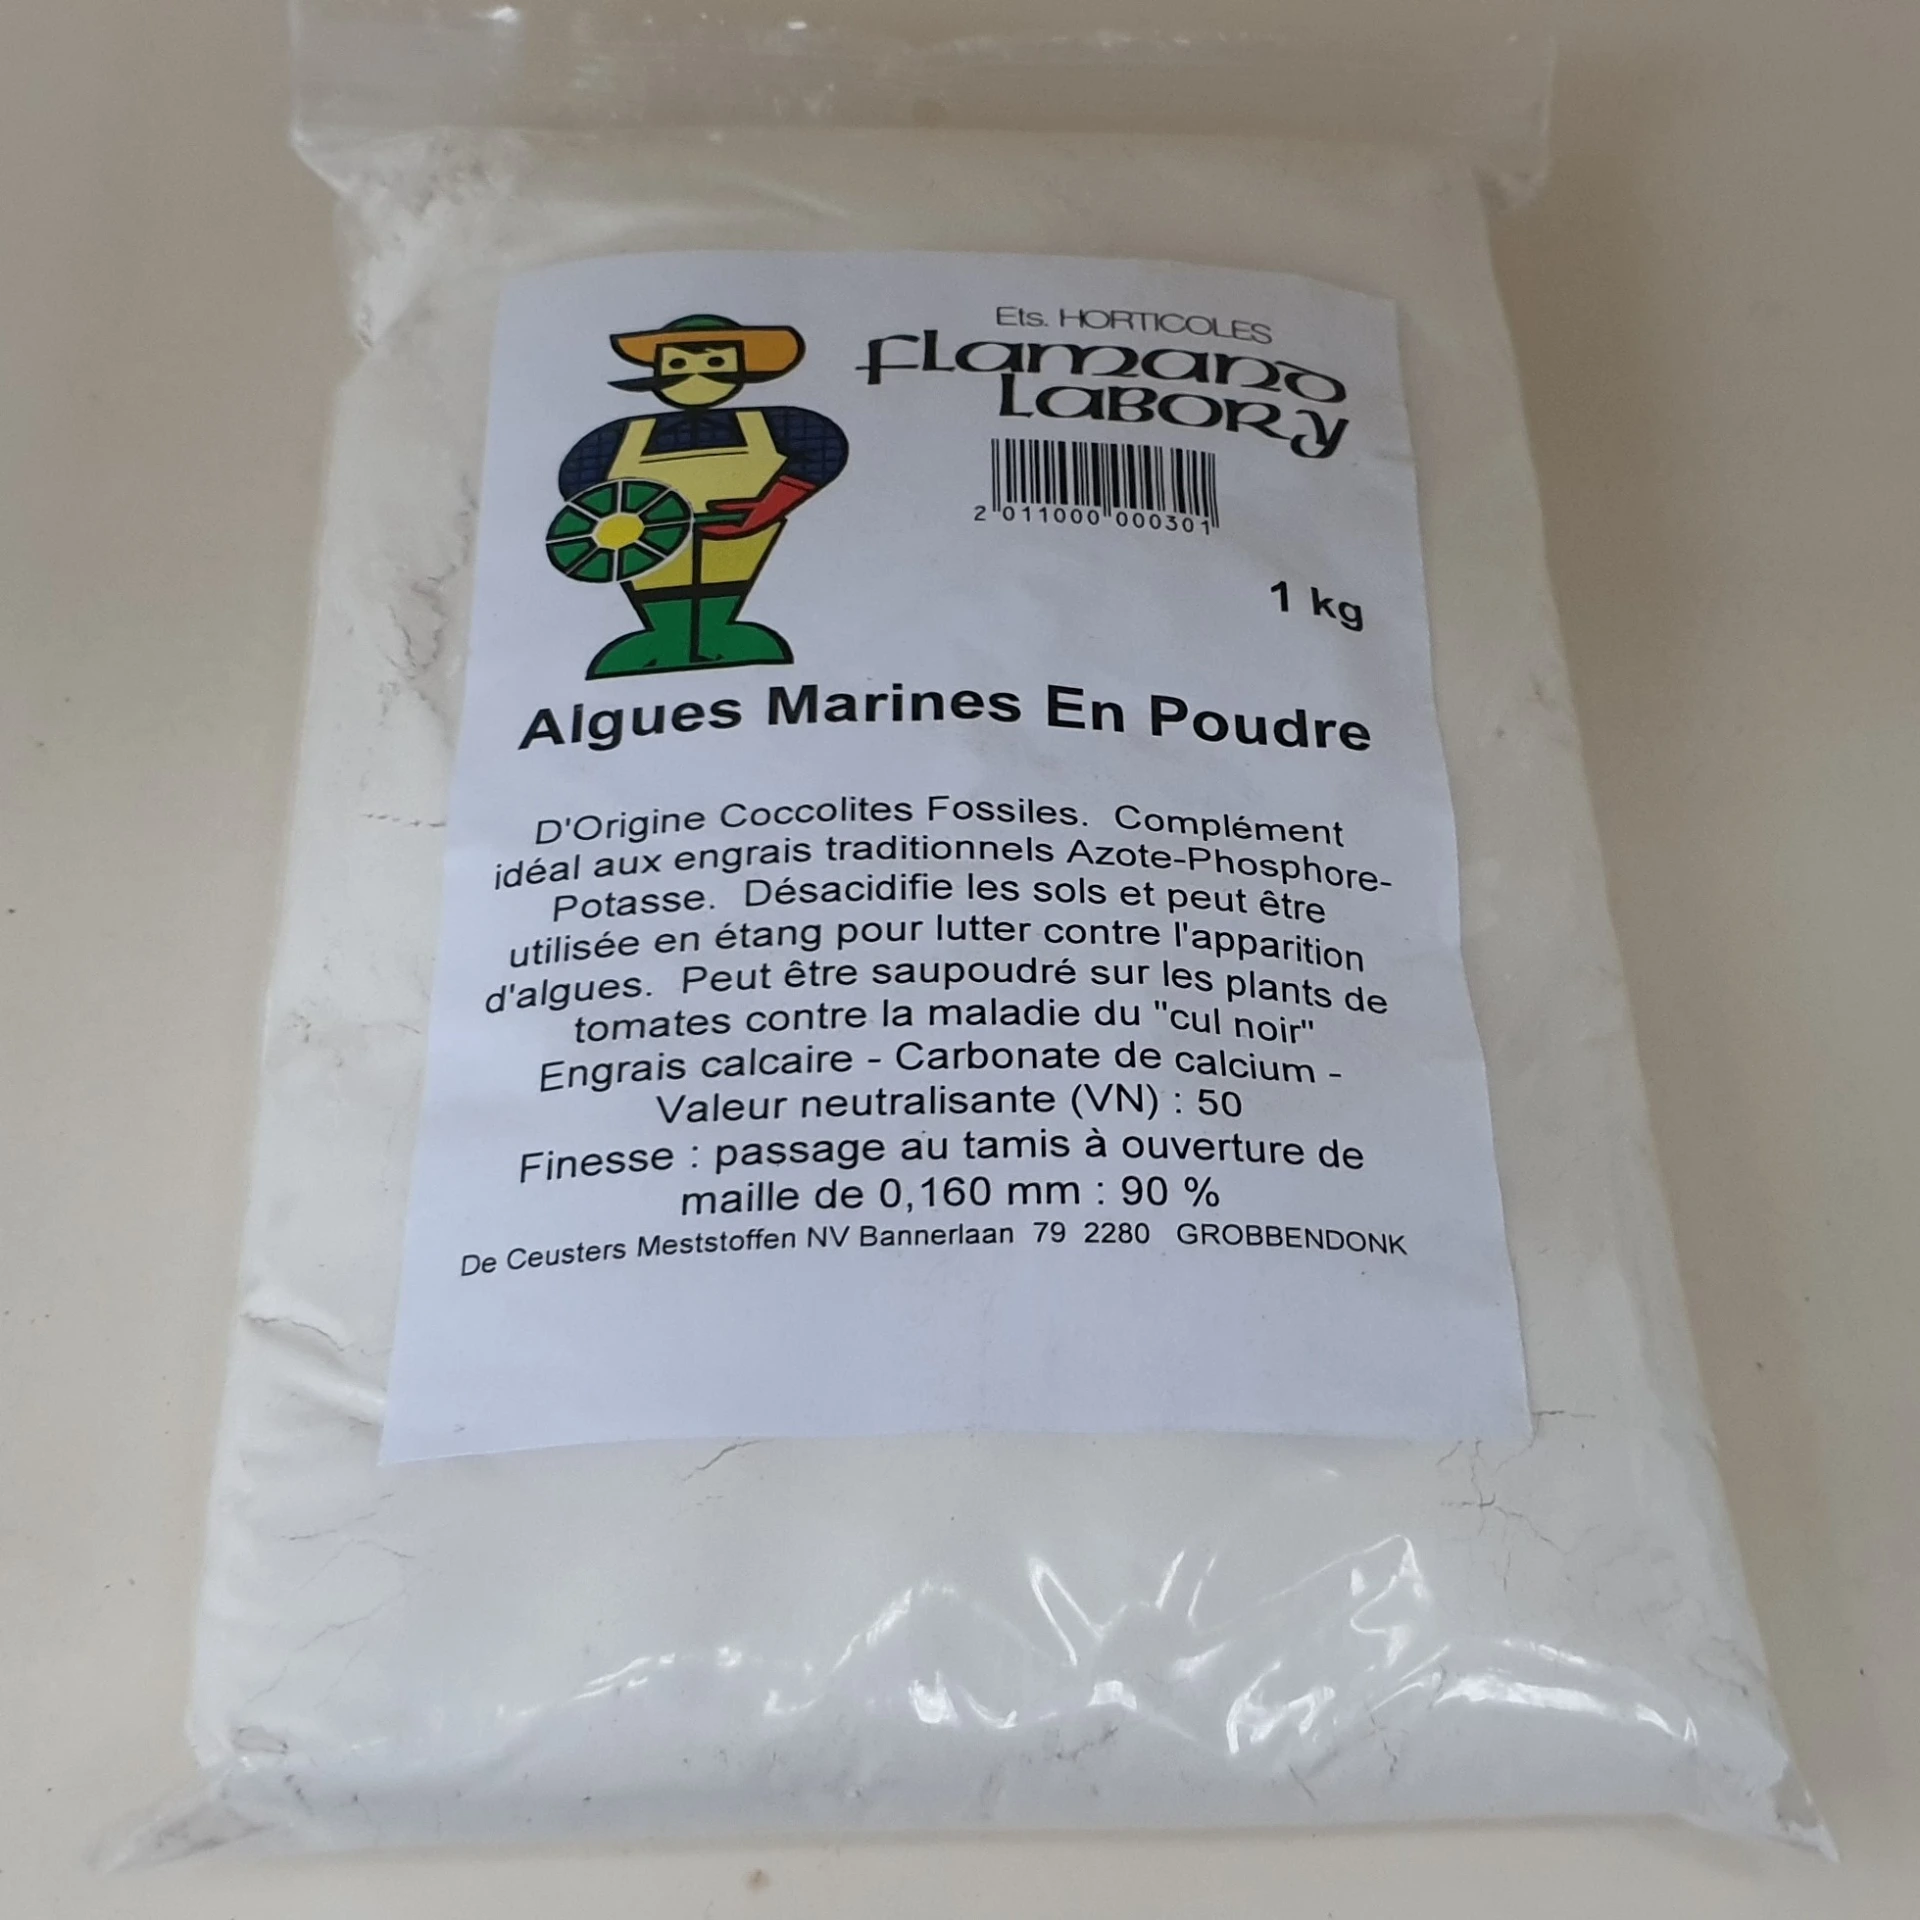 Ets. HORTICOLES
FLAMAND
LABORY
2 011000 000301
1 kg
Algues Marines En Poudre
D'Origine Coccolites Fossiles. Complément
idéal aux engrais traditionnels Azote-Phosphore-
Potasse. Désacidifie les sols et peut être
utilisée en étang pour lutter contre l'apparition
d'algues. Peut être saupoudré sur les plants de
tomates contre la maladie du "cul noir"
Engrais calcaire - Carbonate de calcium -
Valeur neutralisante (VN) : 50
Finesse : passage au tamis à ouverture de
maille de 0,160 mm : 90 %
De Ceusters Meststoffen NV Bannerlaan 79 2280 GROBBENDONK